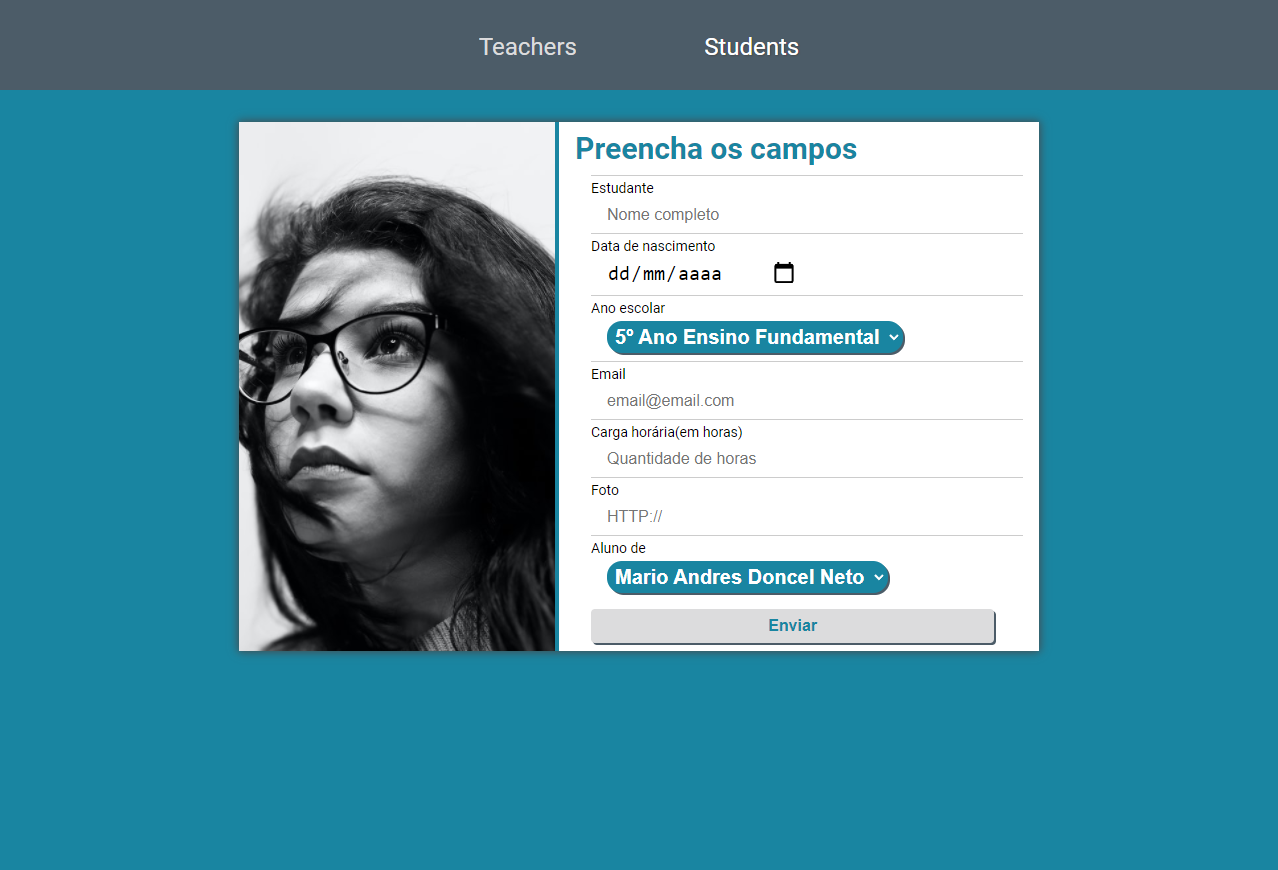 Teachers Students
Preencha os campos
Estudante
Nome completo
Data de nascimento
dd/mm/aaaa
Ano escolar
5º Ano Ensino Fundamental
Email
email@email.com
Carga horária(em horas)
Quantidade de horas
Foto
HTTP://
Aluno de
Mario Andres Doncel Neto
Enviar